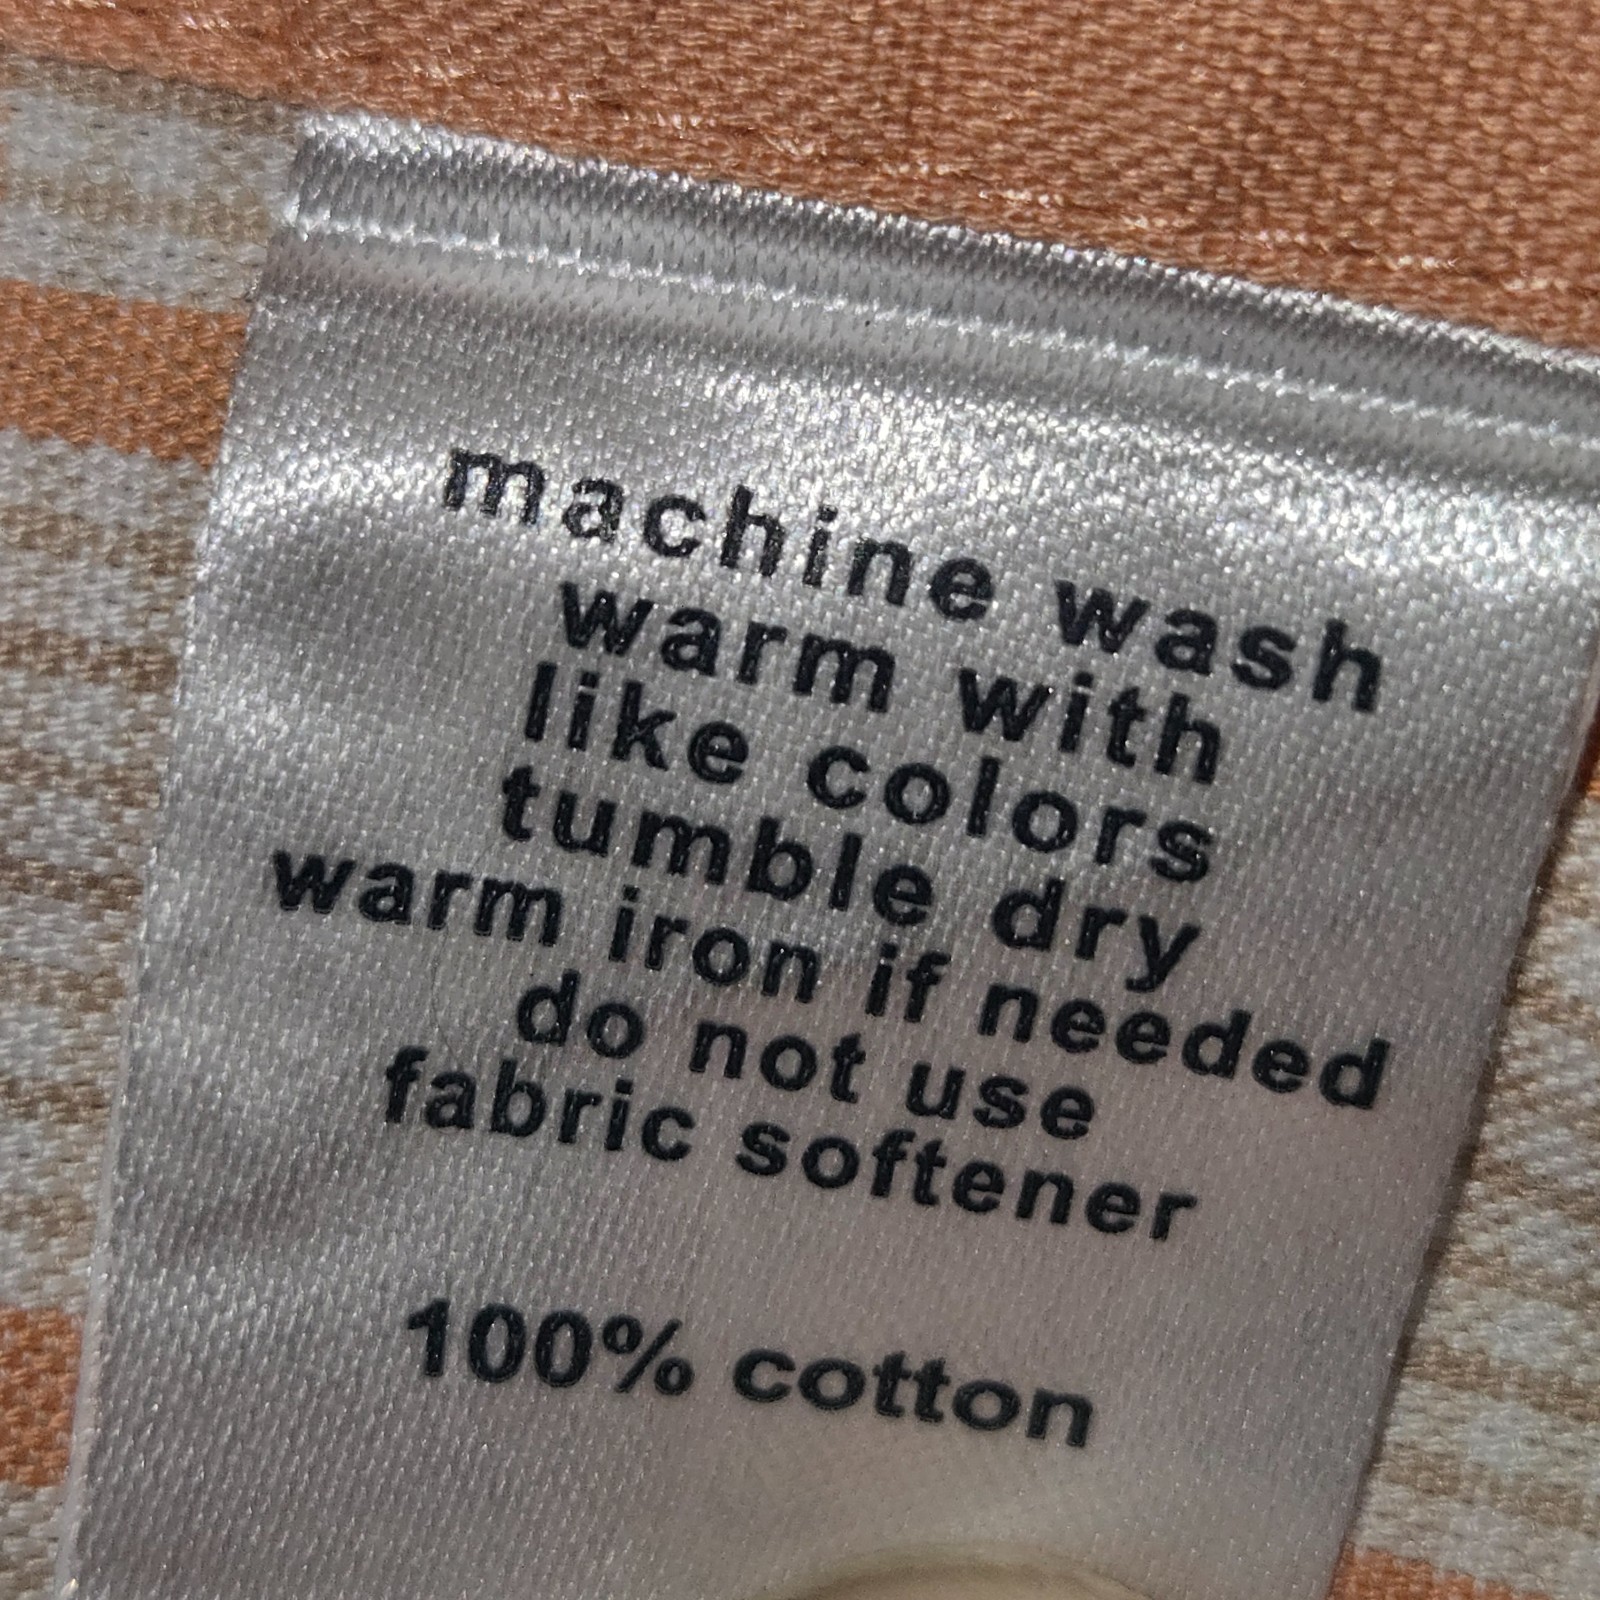 machine wash
warm with
like colors
tumble dry
warm iron if needed
do not use
fabric softener
100% cotton